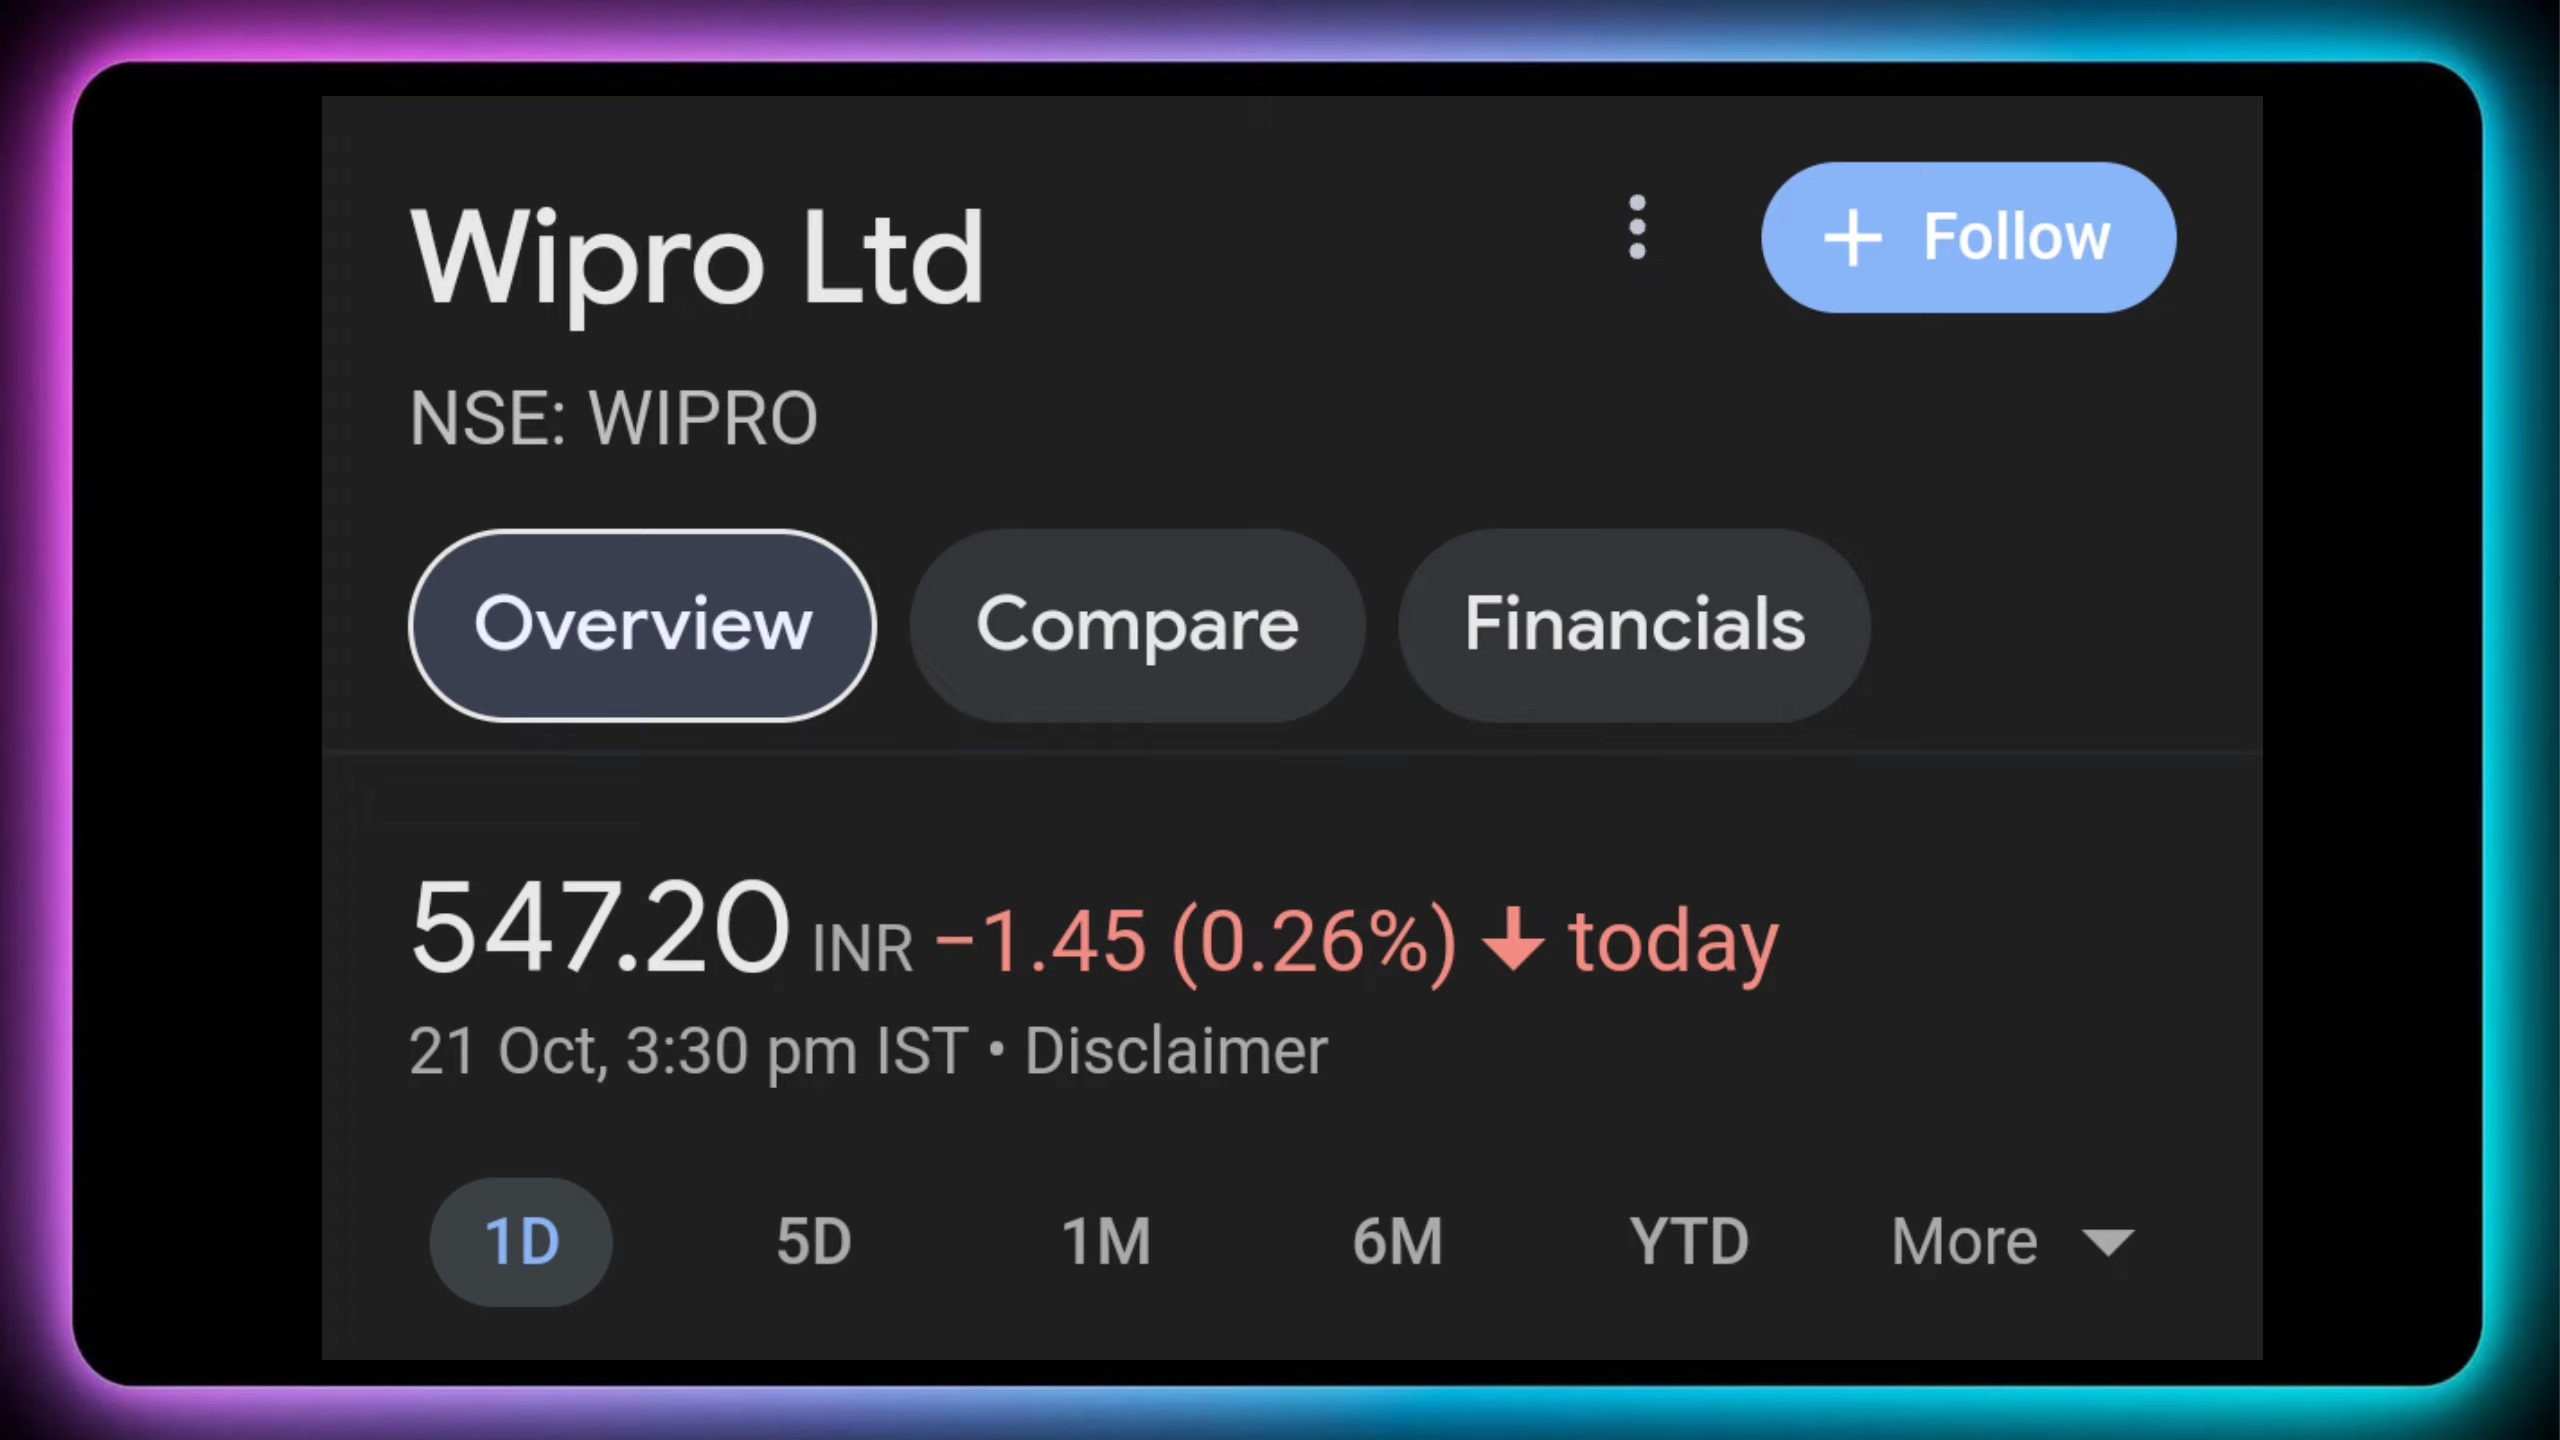 Wipro Ltd
+ Follow
NSE: WIPRO
Overview Compare Financials
547.20 INR −1.45 (0.26%) ↓ today
21 Oct, 3:30 pm IST • Disclaimer
1D 5D 1M 6M YTD More